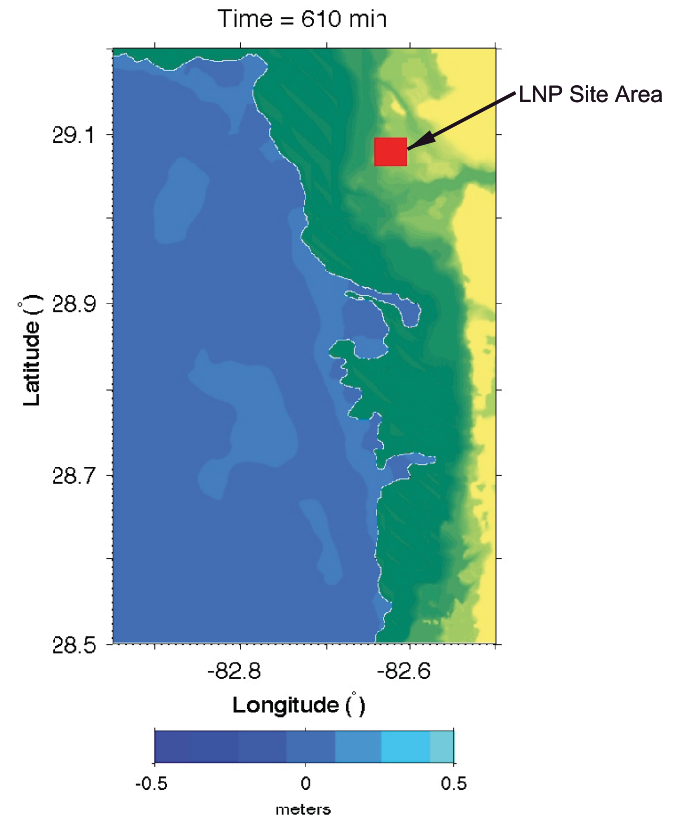 Time = 610 min
LNP Site Area
29.1
28.9
28.7
28.5
Latitude (°)
-82.8 -82.6
Longitude (°)
-0.5 0 0.5
meters